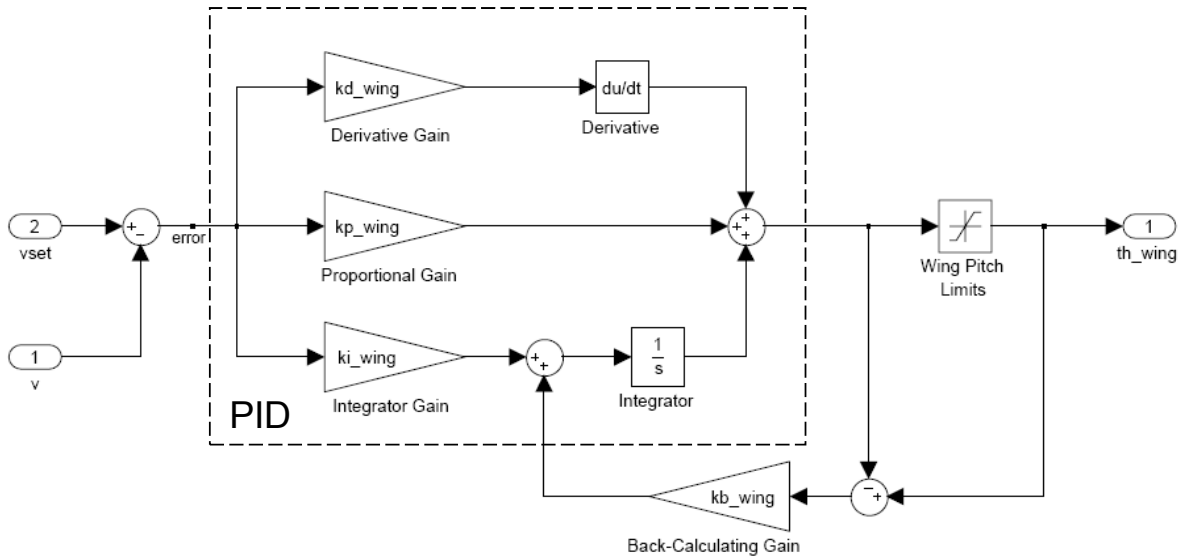 kd_wing
du/dt
Derivative Gain
Derivative
+
+
+
2
vset
+
−
error
kp_wing
Proportional Gain
Wing Pitch
Limits
1
th_wing
1
v
ki_wing
Integrator Gain
+
+
1
s
Integrator
PID
kb_wing
−
+
Back-Calculating Gain